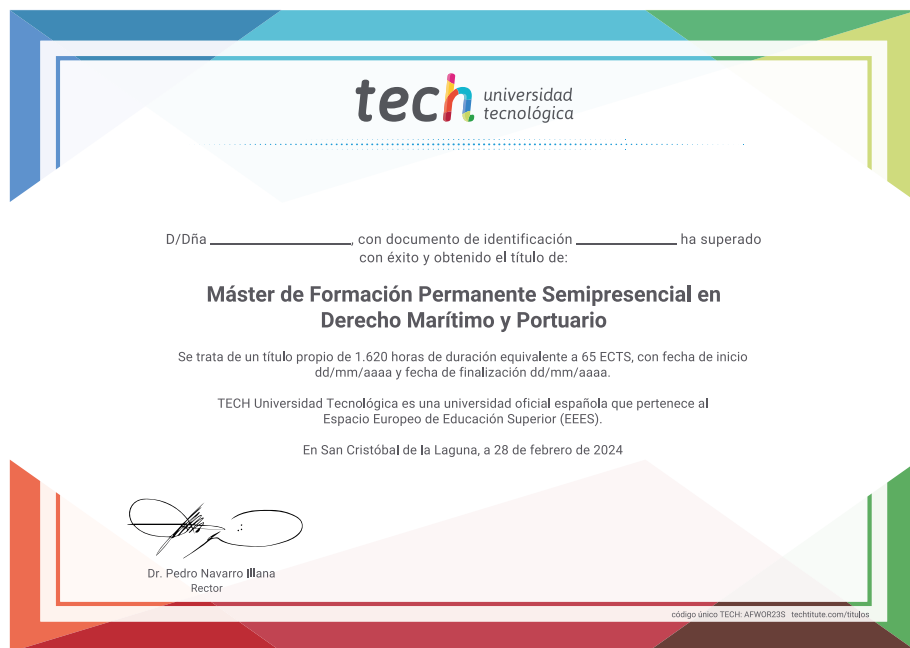 tech universidad
tecnológica
D/Dña ________________, con documento de identificación ____________ ha superado
con éxito y obtenido el título de:
Máster de Formación Permanente Semipresencial en
Derecho Marítimo y Portuario
Se trata de un título propio de 1.620 horas de duración equivalente a 65 ECTS, con fecha de inicio
dd/mm/aaaa y fecha de finalización dd/mm/aaaa.
TECH Universidad Tecnológica es una universidad oficial española que pertenece al
Espacio Europeo de Educación Superior (EEES).
En San Cristóbal de la Laguna, a 28 de febrero de 2024
Dr. Pedro Navarro Illana
Rector
código único TECH: AFWOR23S techtitute.com/titulos